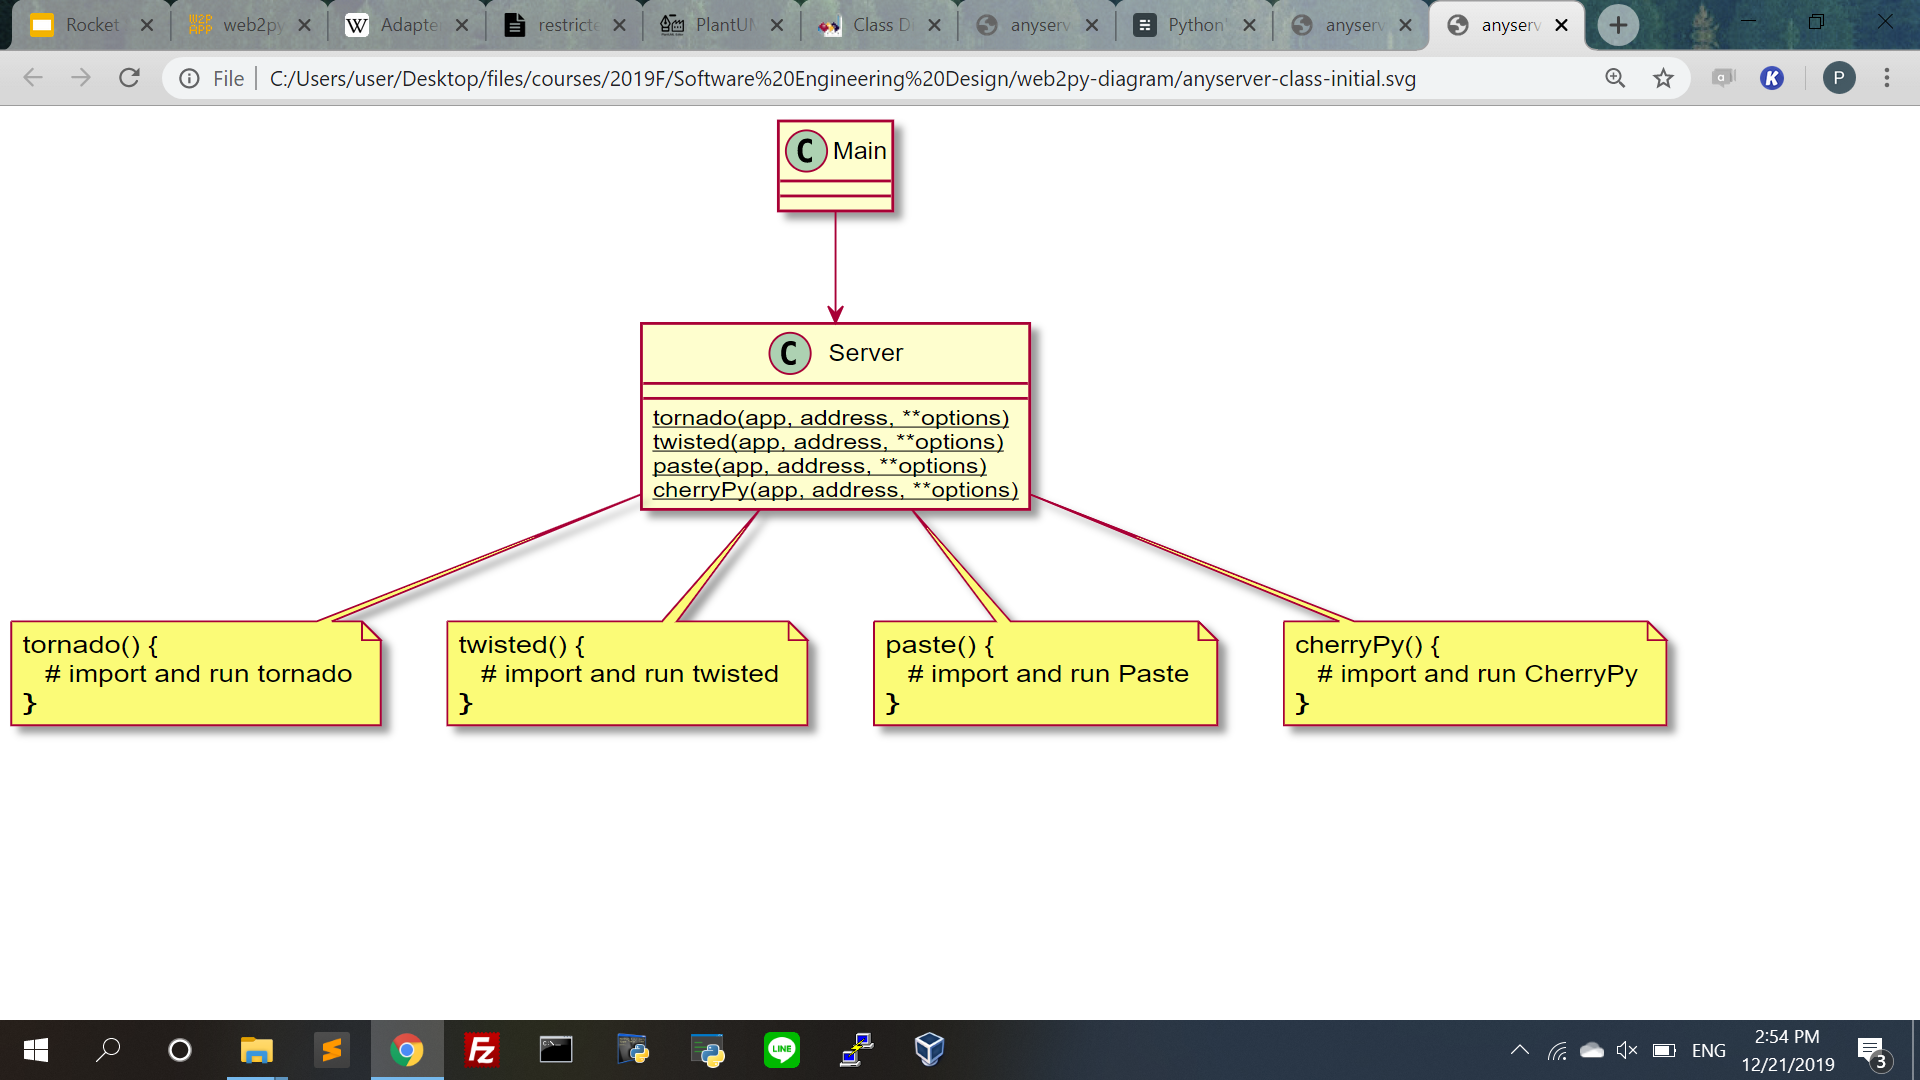 Rocket
web2py
Adapte
restricte
PlantUM
Class D
anyserv
Python
anyserv
anyserv
File
C:/Users/user/Desktop/files/courses/2019F/Software%20Engineering%20Design/web2py-diagram/anyserver-class-initial.svg
P
C Main
C Server
tornado(app, address, **options)
twisted(app, address, **options)
paste(app, address, **options)
cherryPy(app, address, **options)
tornado() {
# import and run tornado
}
twisted() {
# import and run twisted
}
paste() {
# import and run Paste
}
cherryPy() {
# import and run CherryPy
}
LINE
ENG
2:54 PM
12/21/2019
3